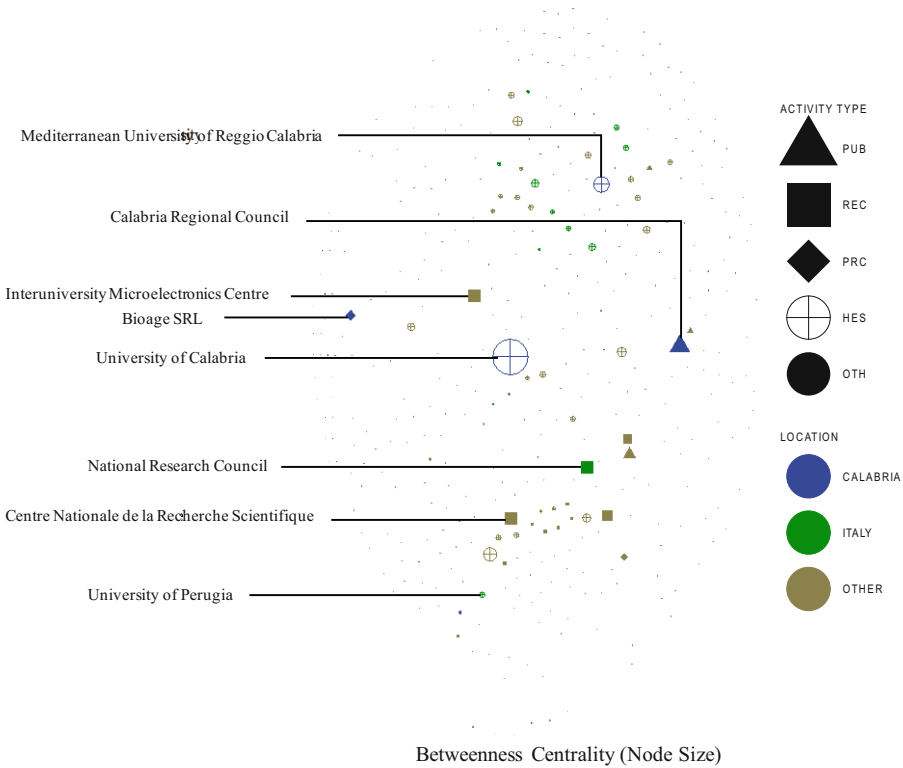 Mediterranean University of Reggio Calabria
Calabria Regional Council
Interuniversity Microelectronics Centre
Bioage SRL
University of Calabria
National Research Council
Centre Nationale de la Recherche Scientifique
University of Perugia
ACTIVITY TYPE
PUB
REC
PRC
HES
OTH
LOCATION
CALABRIA
ITALY
OTHER
Betweenness Centrality (Node Size)